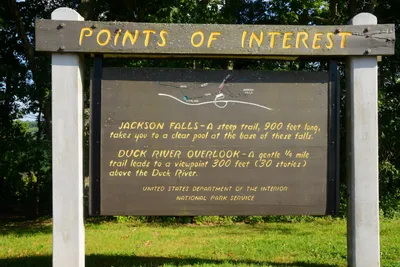 POINTS OF INTEREST
JACKSON FALLS-A steep trail, 900 feet long,
takes you to a clear pool at the base of these falls.
DUCK RIVER OVERLOOK-A gentle ¼ mile
trail leads to a viewpoint 300 feet (30 stories)
above the Duck River.
UNITED STATES DEPARTMENT OF THE INTERIOR
NATIONAL PARK SERVICE